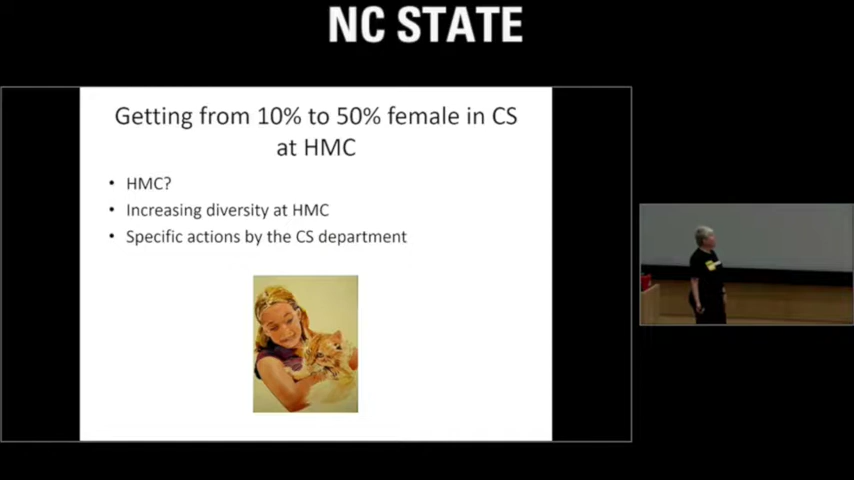 NC STATE
Getting from 10% to 50% female in CS
at HMC
• HMC?
• Increasing diversity at HMC
• Specific actions by the CS department